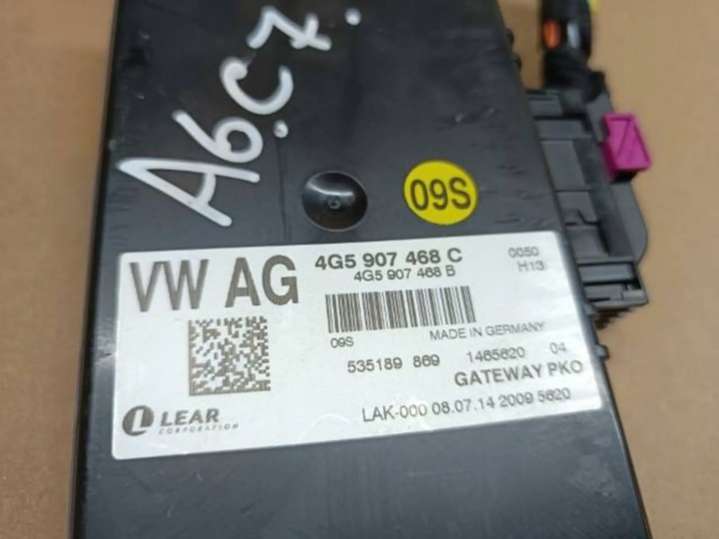 A6.C7.
09S
VW AG
4G5 907 468 C
4G5 907 468 B
0050
H13
09S
MADE IN GERMANY
535189 869
1465620 04
GATEWAY PKO
LEAR
CORPORATION
LAK-000 08.07.14 2009 5620